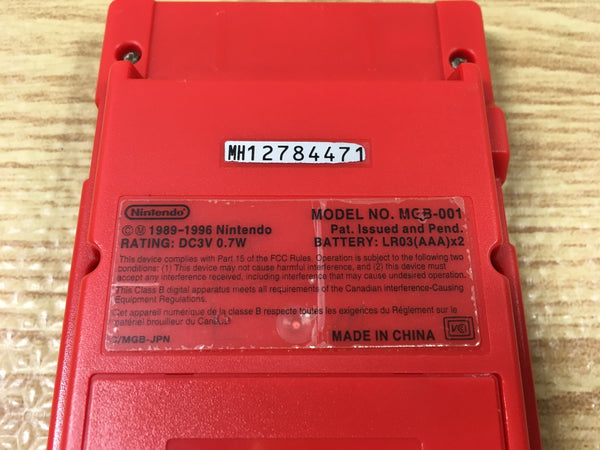 MH12784471
Nintendo
MODEL NO. MGB-001
©Ⓜ 1989-1996 Nintendo
Pat. Issued and Pend.
RATING: DC3V 0.7W
BATTERY: LR03(AAA)x2
This device complies with Part 15 of the FCC Rules. Operation is subject to the following two
conditions: (1) This device may not cause harmful interference, and (2) this device must
accept any interference received, including interference that may cause undesired operation.
This Class B digital apparatus meets all requirements of the Canadian Interference-Causing
Equipment Regulations.
Cet appareil numérique de la classe B respecte toutes les exigences du Règlement sur le
matériel brouilleur du Canada.
MADE IN CHINA
C/MGB-JPN